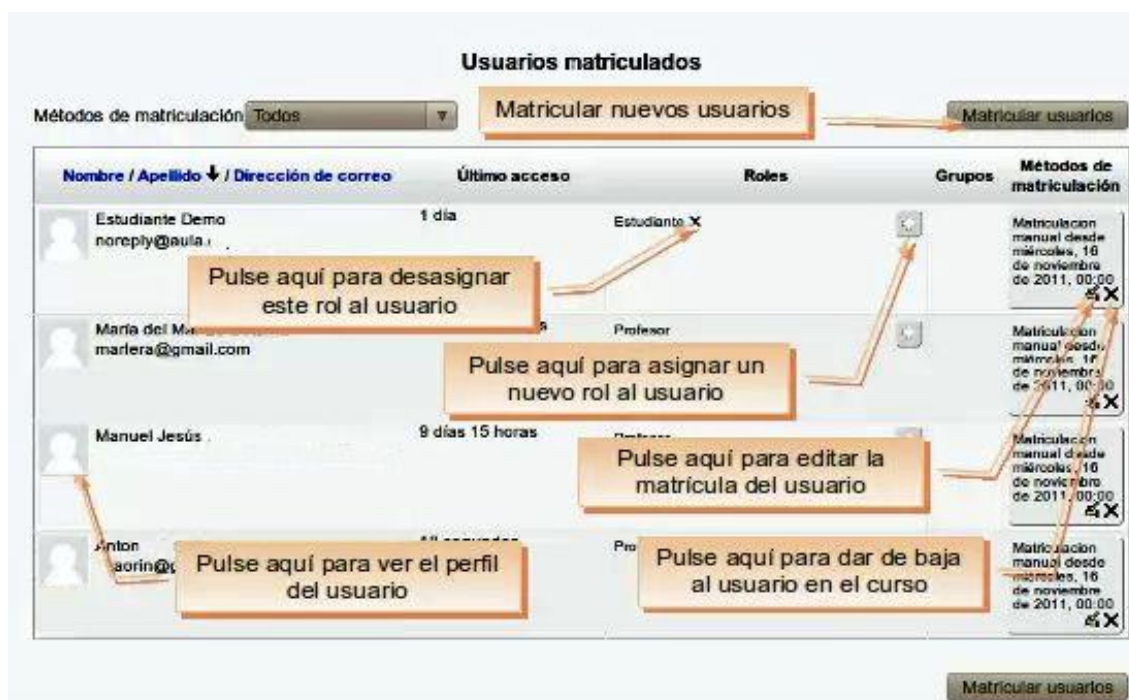 Usuarios matriculados
Métodos de matriculación Todos
Matricular nuevos usuarios
Matricular usuarios
Nombre / Apellido ↓ / Dirección de correo
Último acceso
Roles
Grupos
Métodos de
matriculación
Estudiante Demo
noreply@aula.
1 día
Estudiante X
Matriculacion
manual desde
miércoles, 16
de noviembre
de 2011, 00:00
Pulse aquí para desasignar
este rol al usuario
María del
marlera@gmail.com
Profesor
Matriculacion
manual desde
miércoles, 16
de noviembre
de 2011, 00:00
Pulse aquí para asignar un
nuevo rol al usuario
Manuel Jesús
9 días 15 horas
Matriculacion
manual desde
miércoles, 16
de noviembre
de 2011, 00:00
Pulse aquí para editar la
matrícula del usuario
Anton
Matriculacion
manual desde
miércoles, 16
de noviembre
de 2011, 00:00
Pulse aquí para ver el perfil
del usuario
Pulse aquí para dar de baja
al usuario en el curso
Matricular usuarios